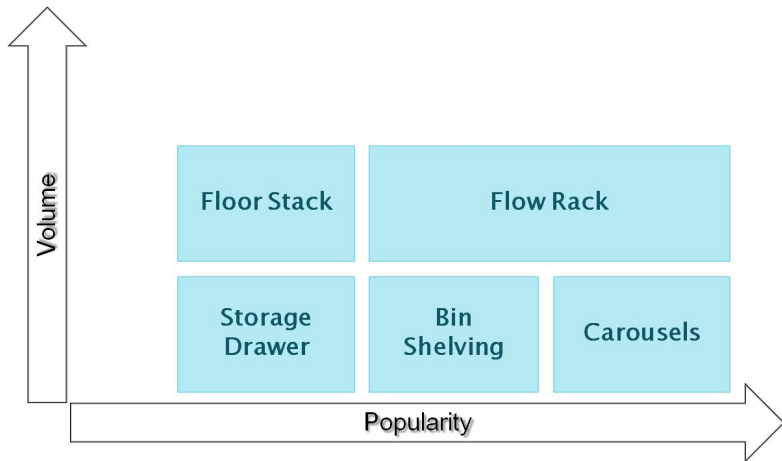 Volume
Floor Stack
Flow Rack
Storage
Drawer
Bin
Shelving
Carousels
Popularity